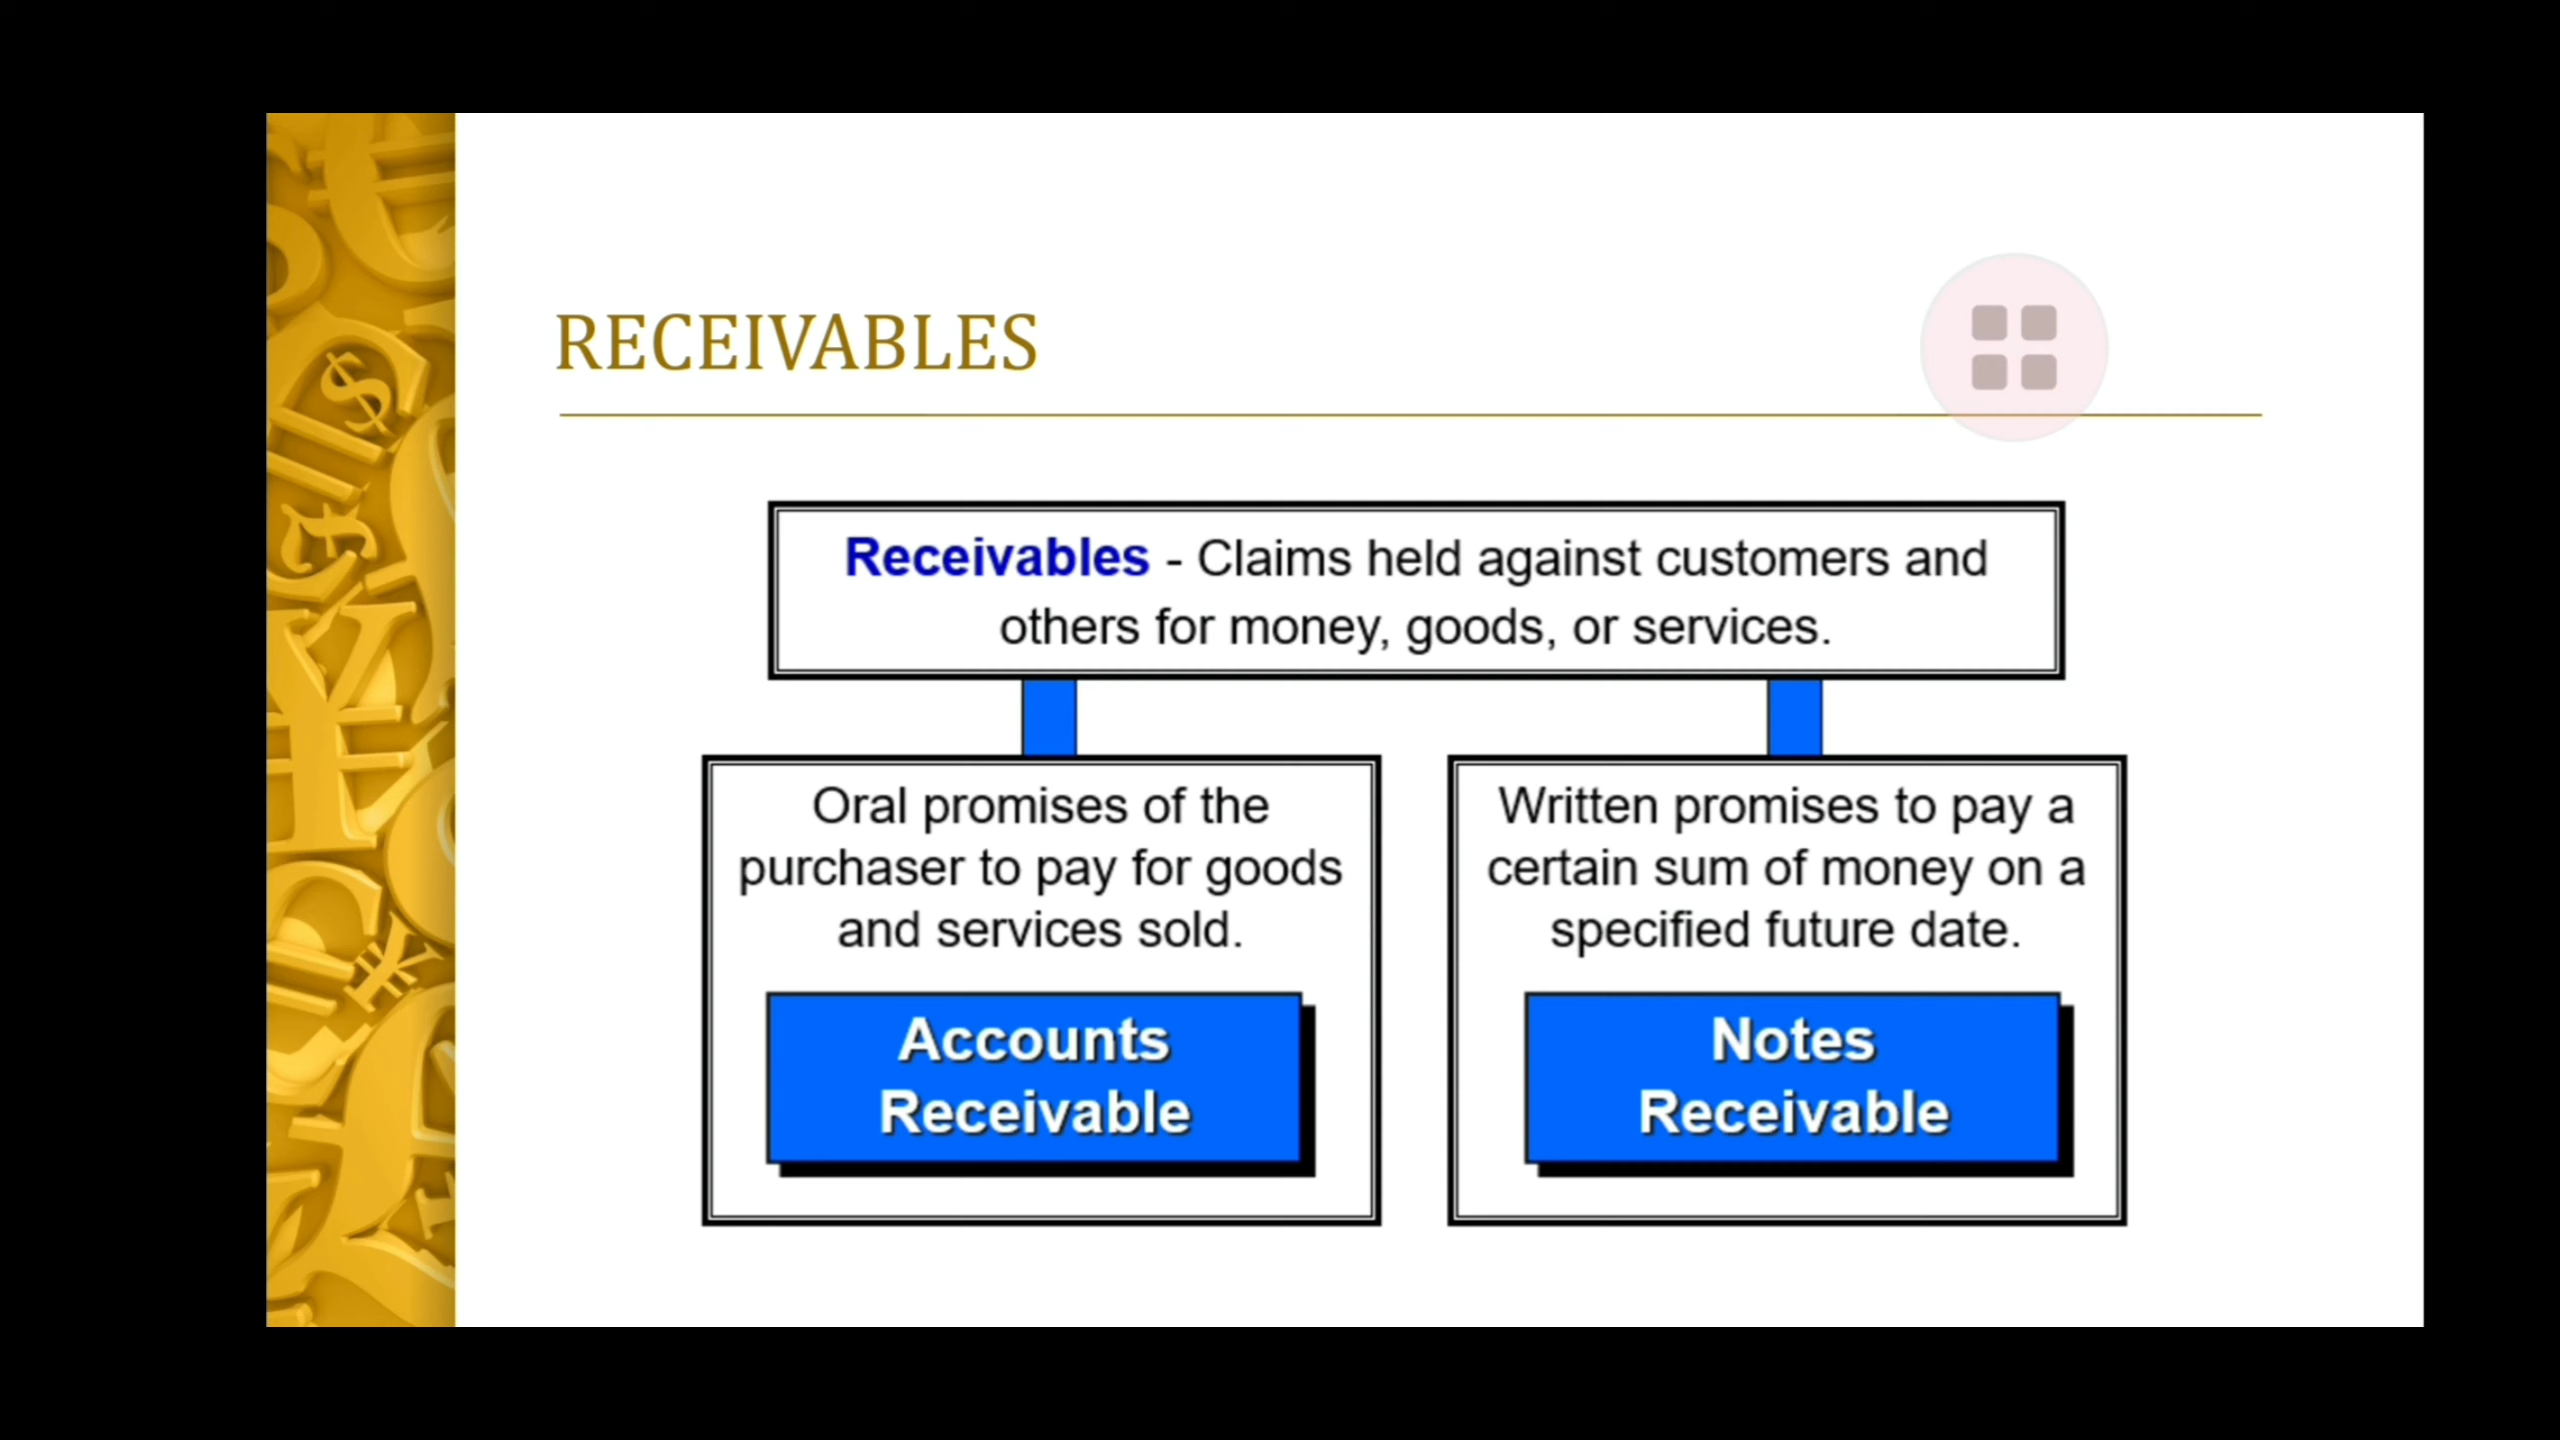 RECEIVABLES
Receivables - Claims held against customers and
others for money, goods, or services.
Oral promises of the
purchaser to pay for goods
and services sold.
Accounts
Receivable
Written promises to pay a
certain sum of money on a
specified future date.
Notes
Receivable